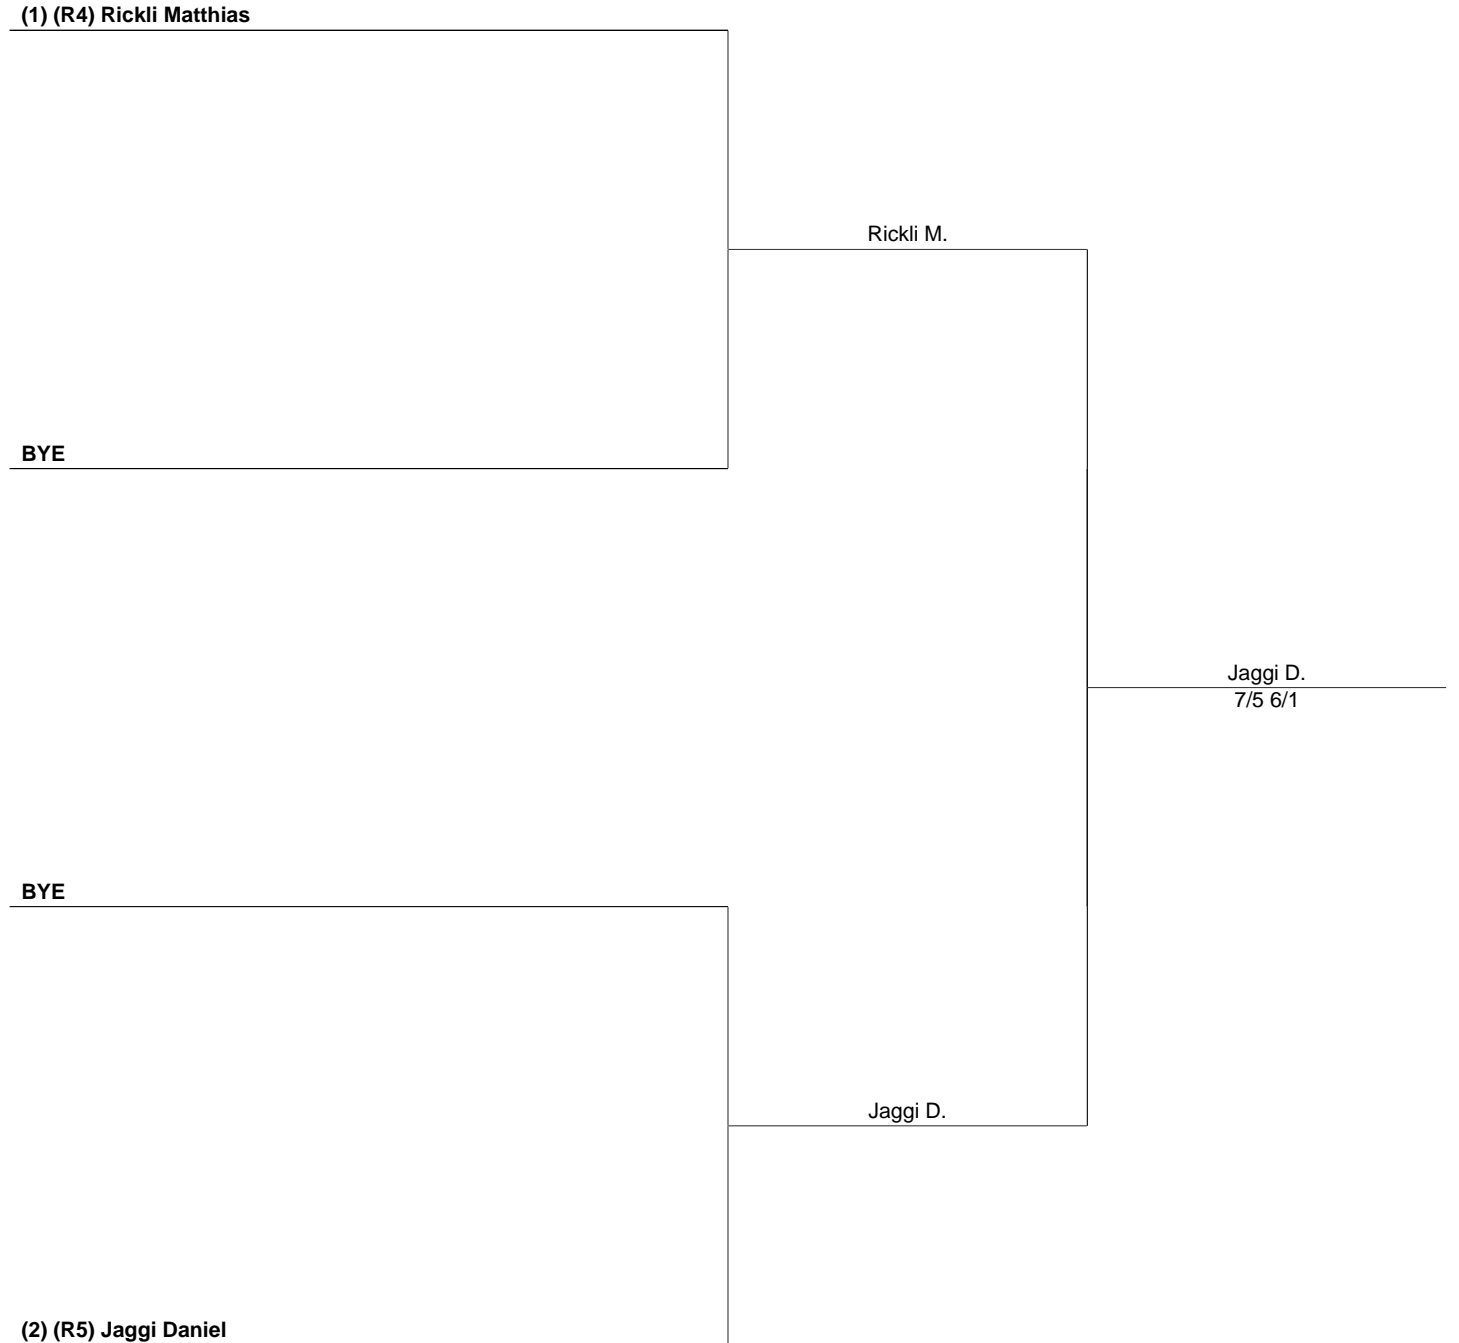 (1) (R4) Rickli Matthias
Rickli M.
BYE
Jaggi D.
7/5 6/1
BYE
Jaggi D.
(2) (R5) Jaggi Daniel